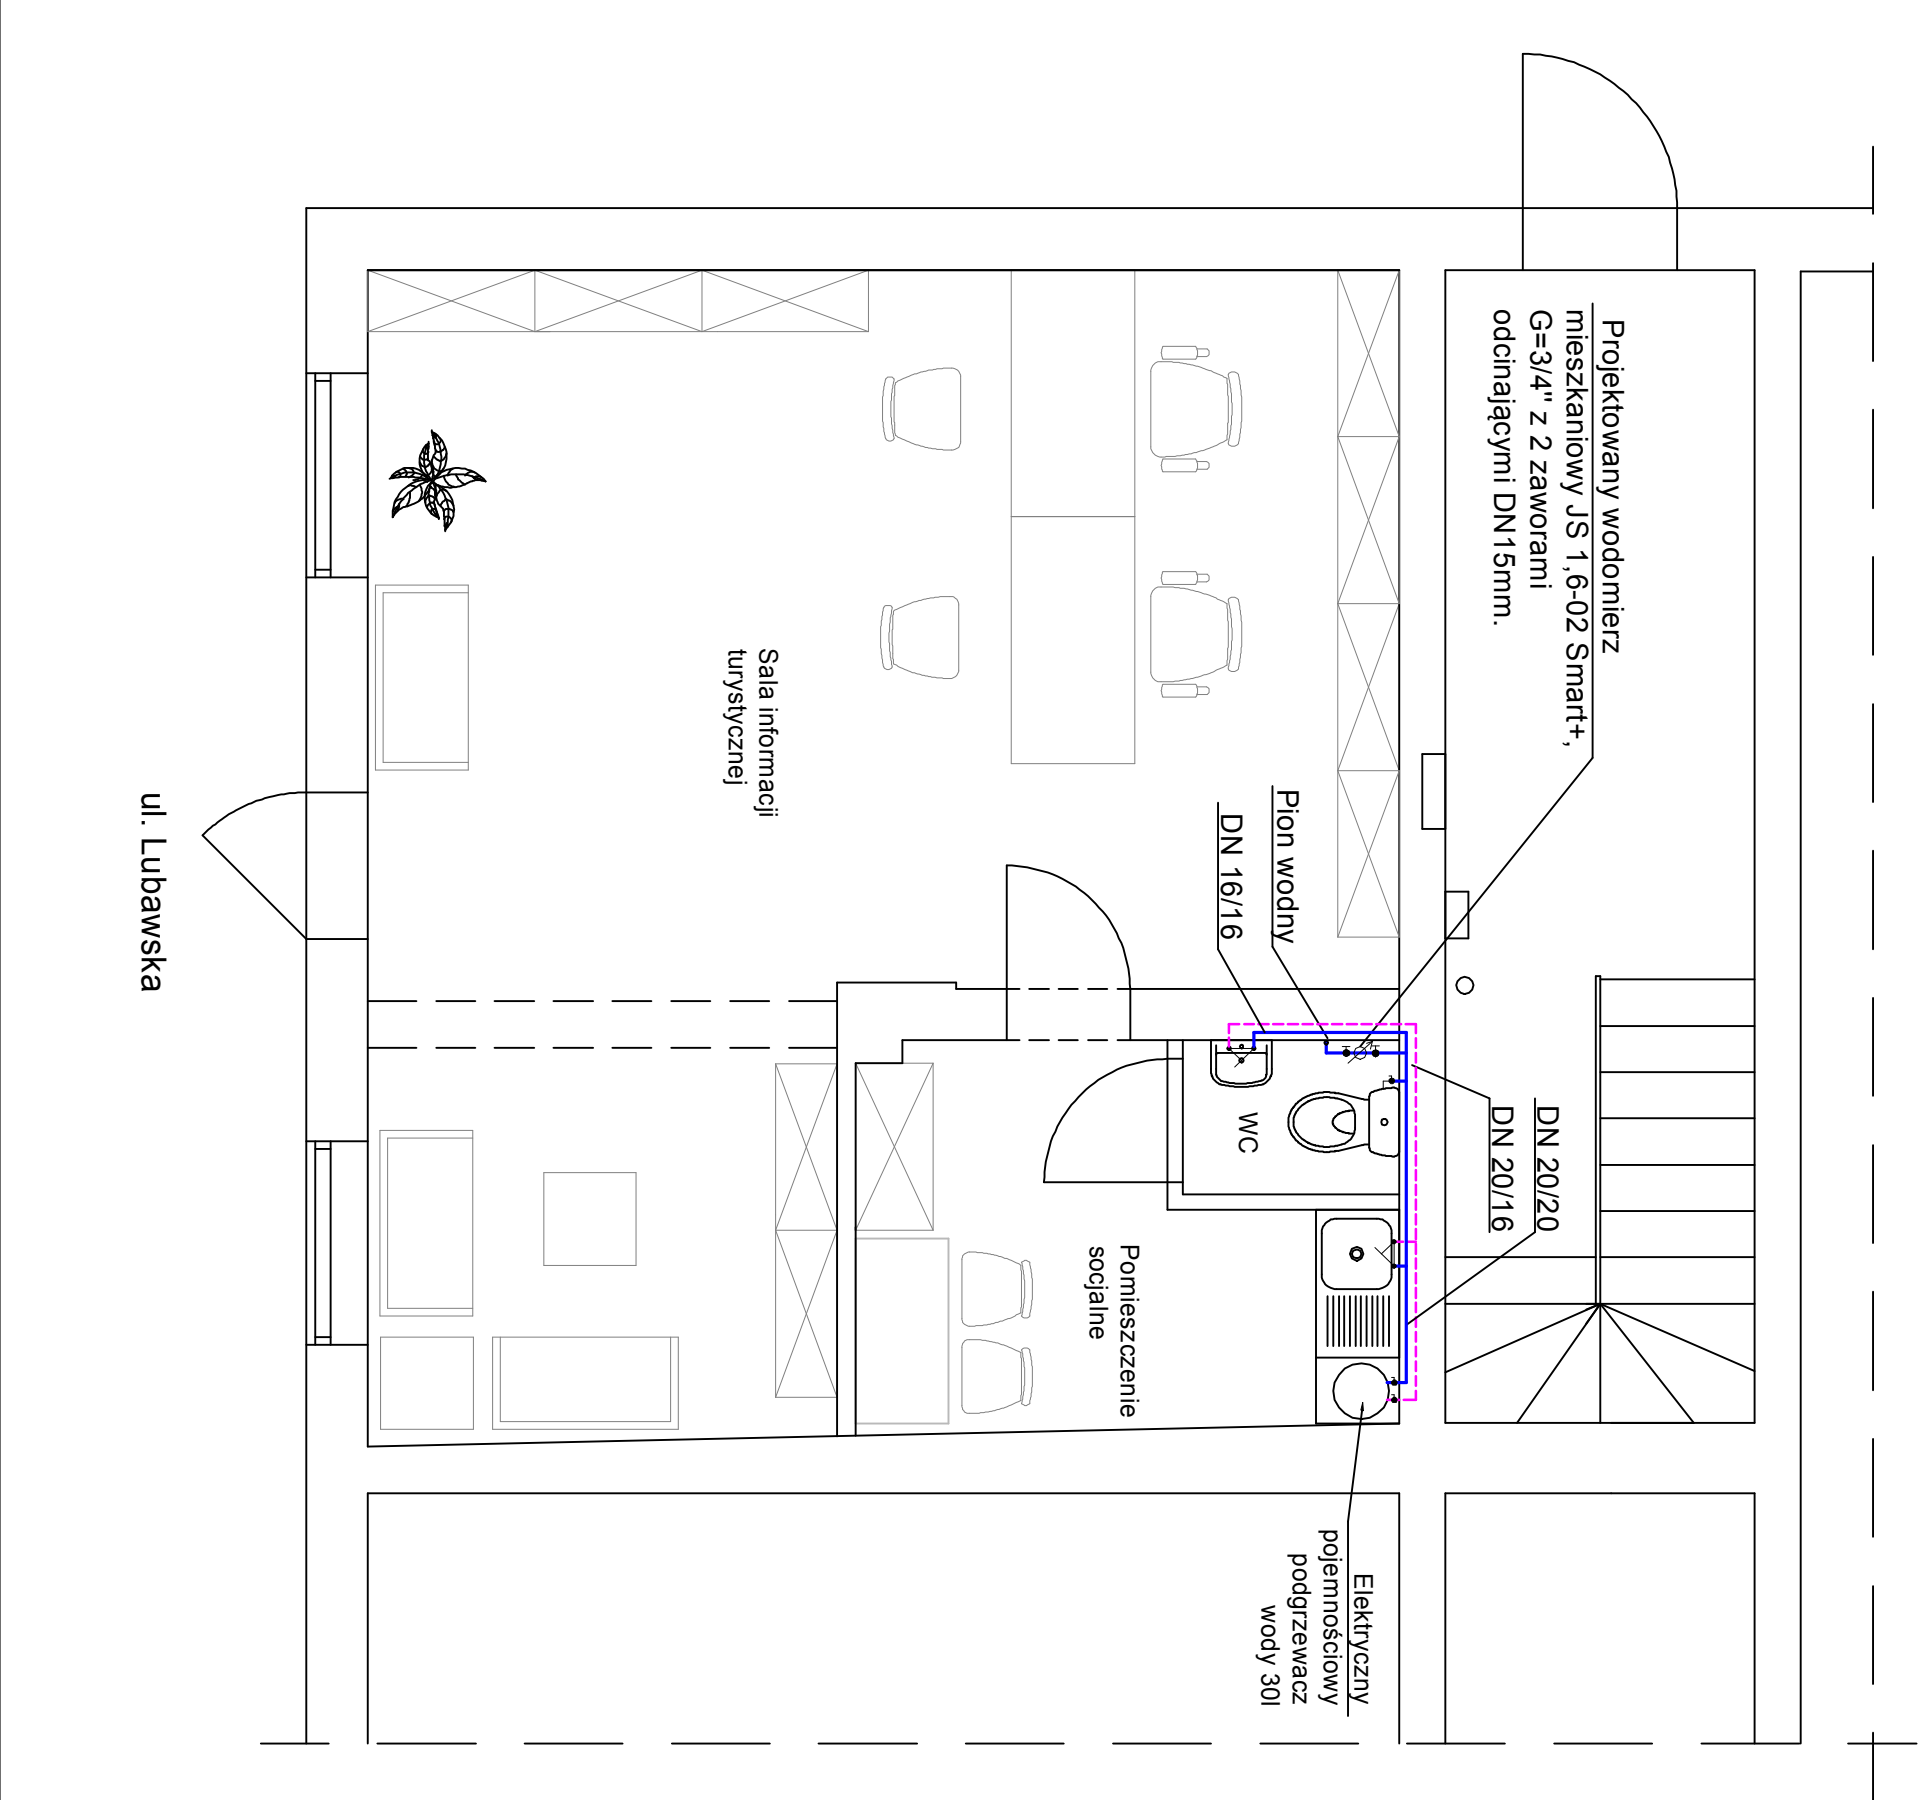 Projektowany wodomierz
mieszkaniowy JS 1,6-02 Smart+,
G=3/4" z 2 zaworami
odcinającymi DN15mm.
DN 20/20
DN 20/16
Pion wodny
DN 16/16
WC
Pomieszczenie
socjalne
Elektryczny
pojemnościowy
podgrzewacz
wody 30l
Sala informacji
turystycznej
ul. Lubawska